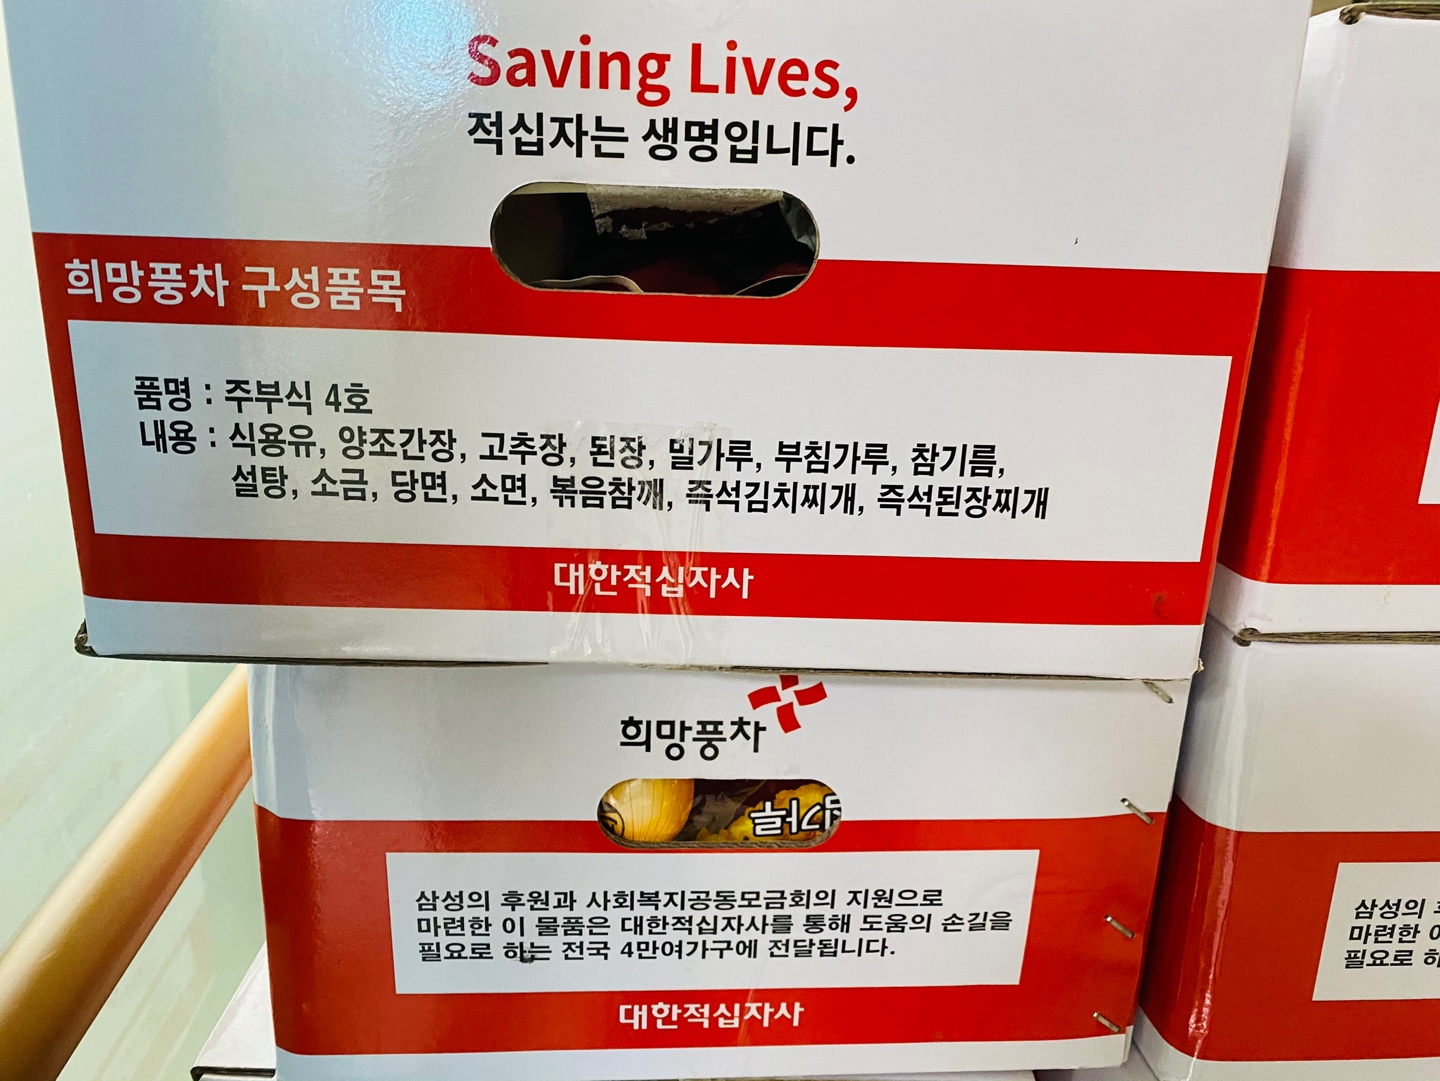 Saving Lives,
적십자는 생명입니다.
희망풍차 구성품목
품명 : 주부식 4호
내용 : 식용유, 양조간장, 고추장, 된장, 밀가루, 부침가루, 참기름,
설탕, 소금, 당면, 소면, 볶음참깨, 즉석김치찌개, 즉석된장찌개
대한적십자사
희망풍차
가루
삼성의 후원과 사회복지공동모금회의 지원으로
마련한 이 물품은 대한적십자사를 통해 도움의 손길을
필요로 하는 전국 4만여가구에 전달됩니다.
대한적십자사
삼성의
마련한
필요로